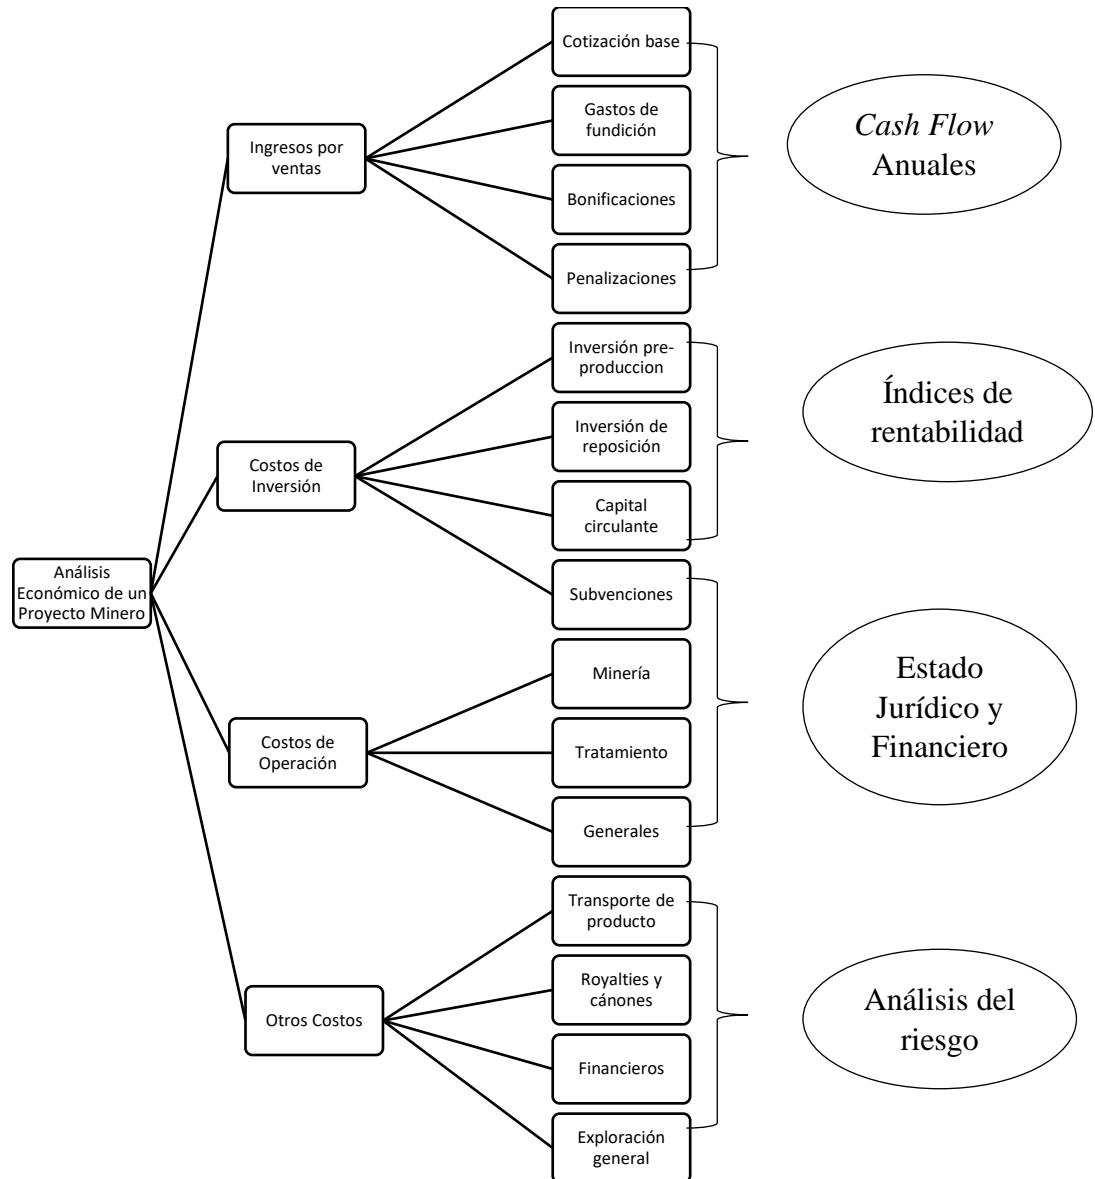 Análisis
Económico de un
Proyecto Minero
Ingresos por
ventas
Cotización base
Gastos de
fundición
Bonificaciones
Penalizaciones
Cash Flow
Anuales
Costos de
Inversión
Inversión pre-
produccion
Inversión de
reposición
Capital
circulante
Subvenciones
Índices de
rentabilidad
Costos de
Operación
Minería
Tratamiento
Generales
Estado
Jurídico y
Financiero
Otros Costos
Transporte de
producto
Royalties y
cánones
Financieros
Exploración
general
Análisis del
riesgo